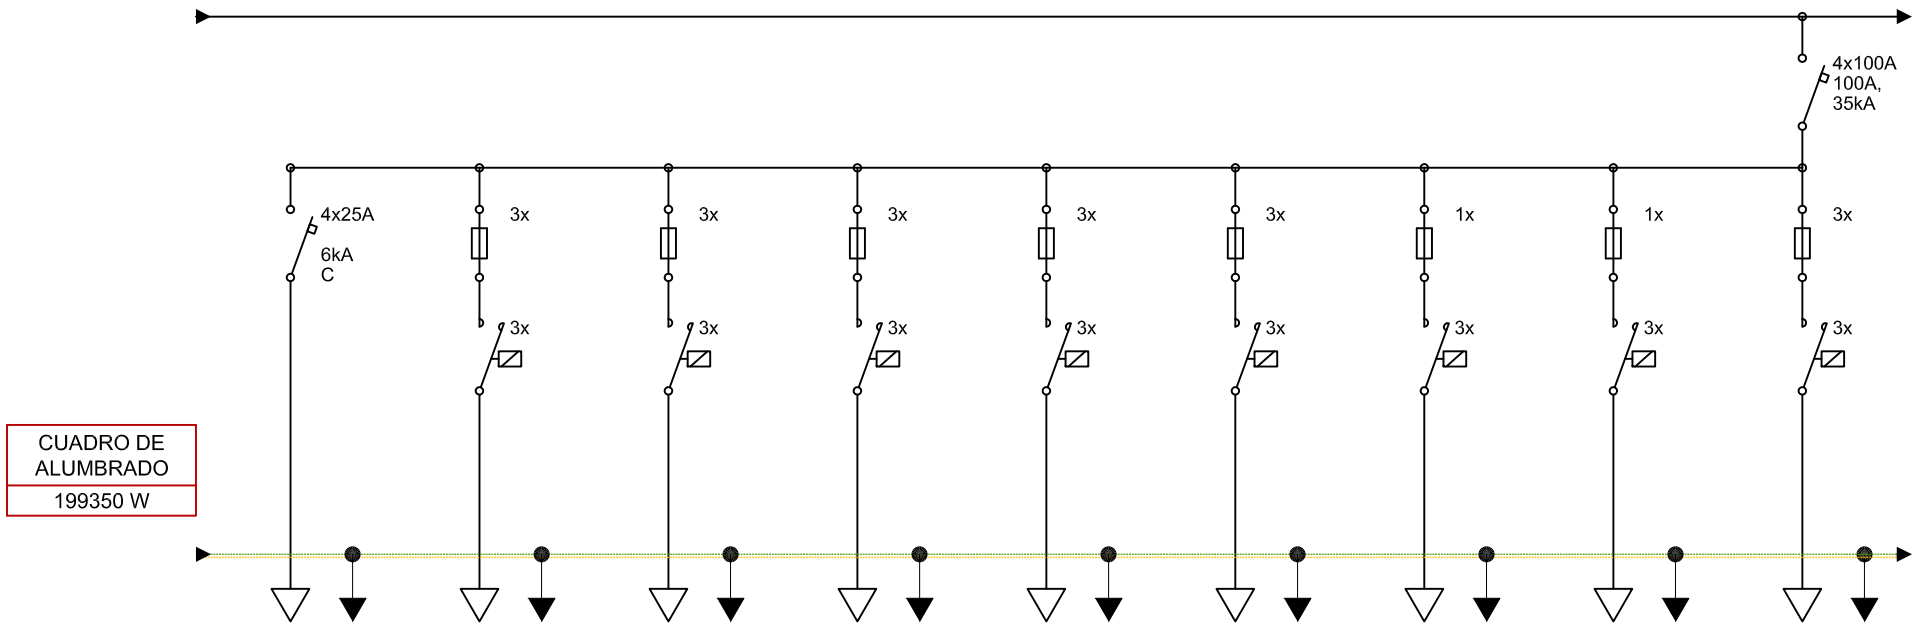 4x100A
100A,
35kA
4x25A
6kA
C
3x
3x
3x
3x
3x
1x
1x
3x
3x
3x
3x
3x
3x
3x
3x
3x
CUADRO DE
ALUMBRADO
199350 W